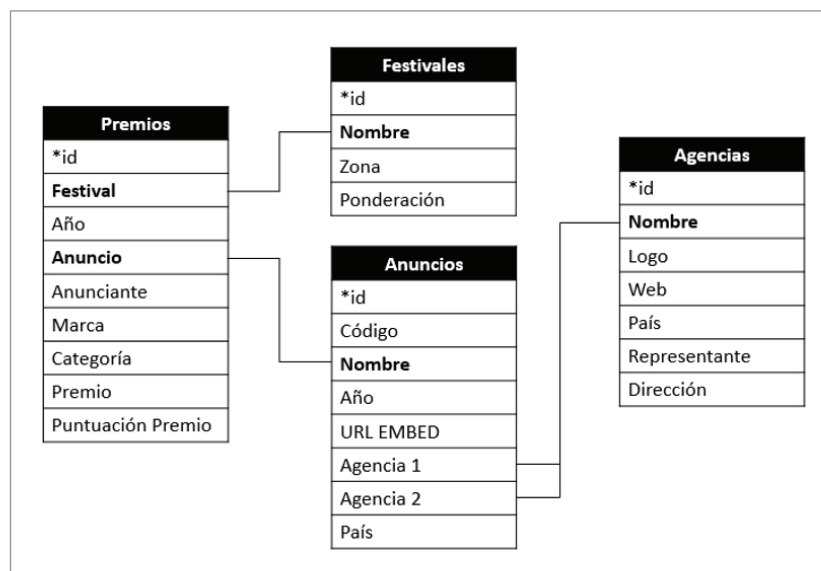 Premios
*id
Festival
Año
Anuncio
Anunciante
Marca
Categoría
Premio
Puntuación Premio
Festivales
*id
Nombre
Zona
Ponderación
Anuncios
*id
Código
Nombre
Año
URL EMBED
Agencia 1
Agencia 2
País
Agencias
*id
Nombre
Logo
Web
País
Representante
Dirección